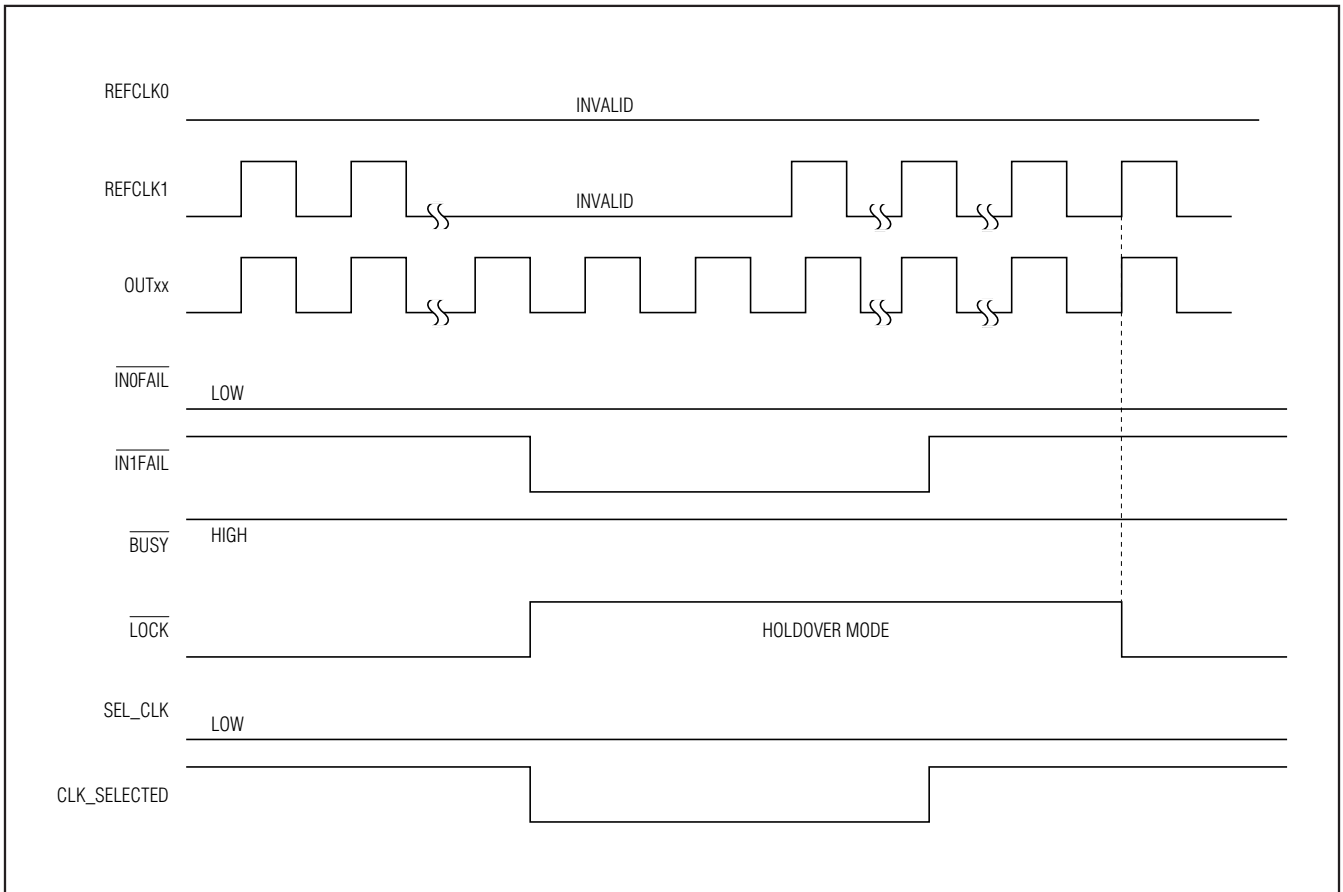 REFCLK0
INVALID
REFCLK1
INVALID
OUTxx
IN0FAIL
LOW
IN1FAIL
BUSY
HIGH
LOCK
HOLDOVER MODE
SEL_CLK
LOW
CLK_SELECTED